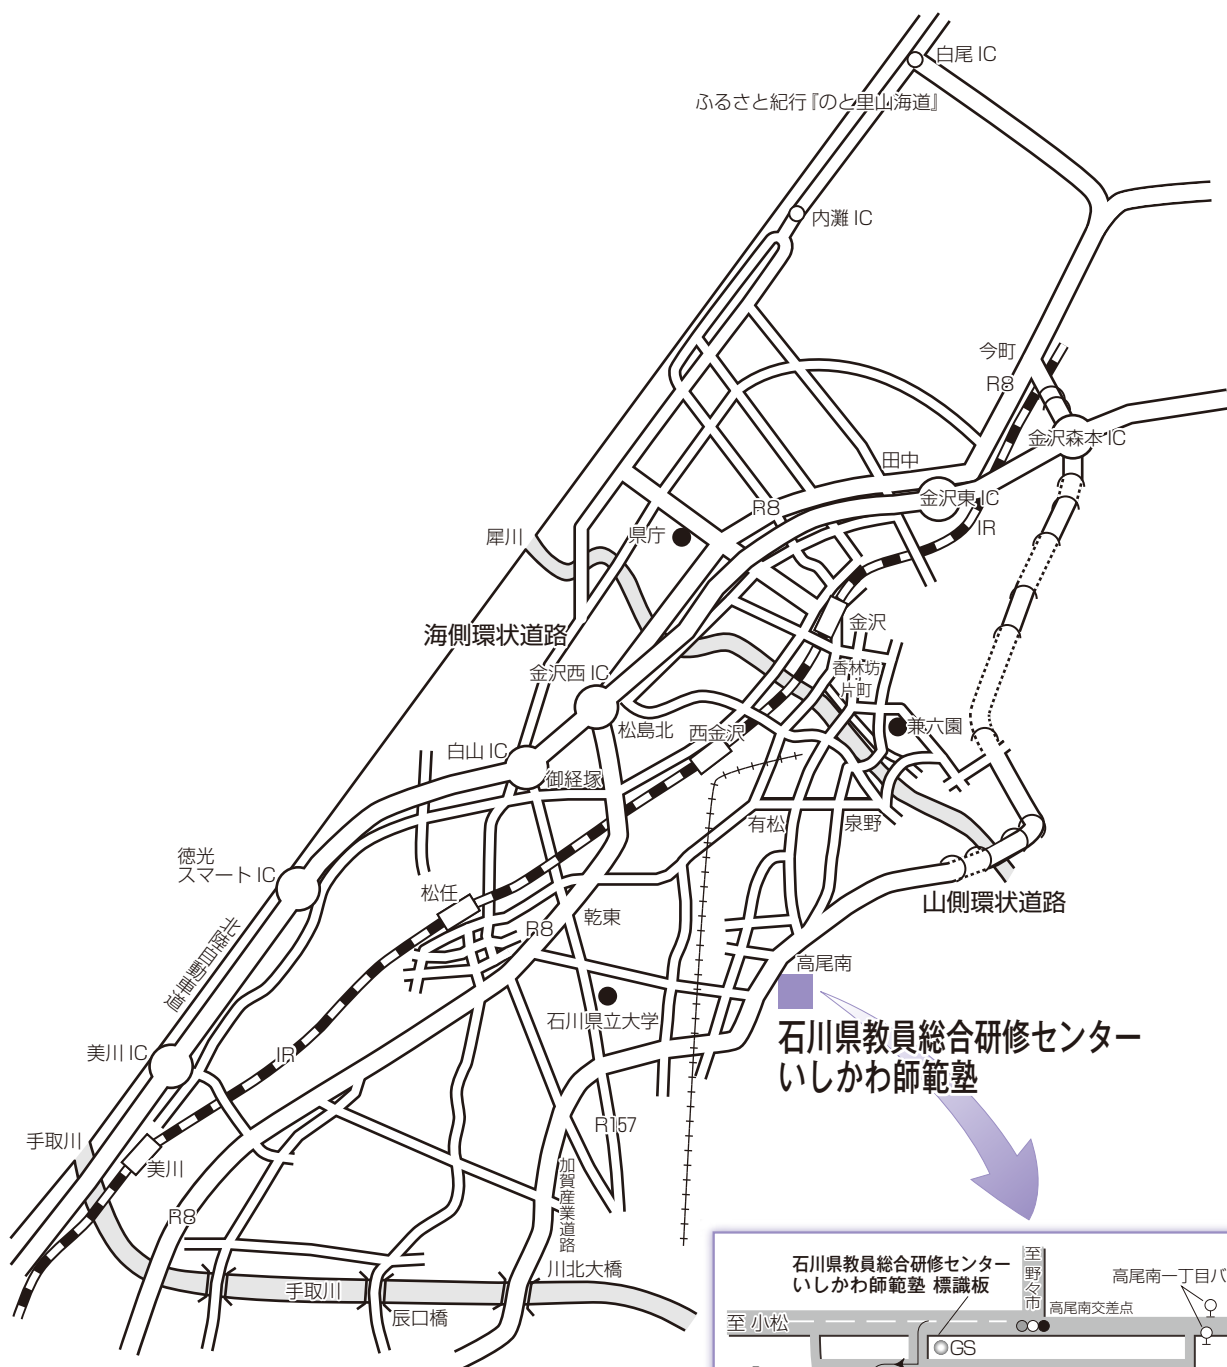 白尾 IC
ふるさと紀行『のと里山海道』
内灘 IC
今町
R8
金沢森本 IC
田中
金沢東 IC
R8
IR
県庁
犀川
金沢
海側環状道路
香林坊
片町
金沢西 IC
松島北
西金沢
兼六園
白山 IC
御経塚
有松
泉野
徳光
スマート IC
松任
山側環状道路
乾東
R8
北陸自動車道
高尾南
石川県立大学
石川県教員総合研修センター
いしかわ師範塾
美川 IC
IR
R157
手取川
美川
加賀産業道路
R8
川北大橋
手取川
辰口橋
石川県教員総合研修センター
いしかわ師範塾 標識板
至 野々市
高尾南一丁目バ
高尾南交差点
至 小松
GS